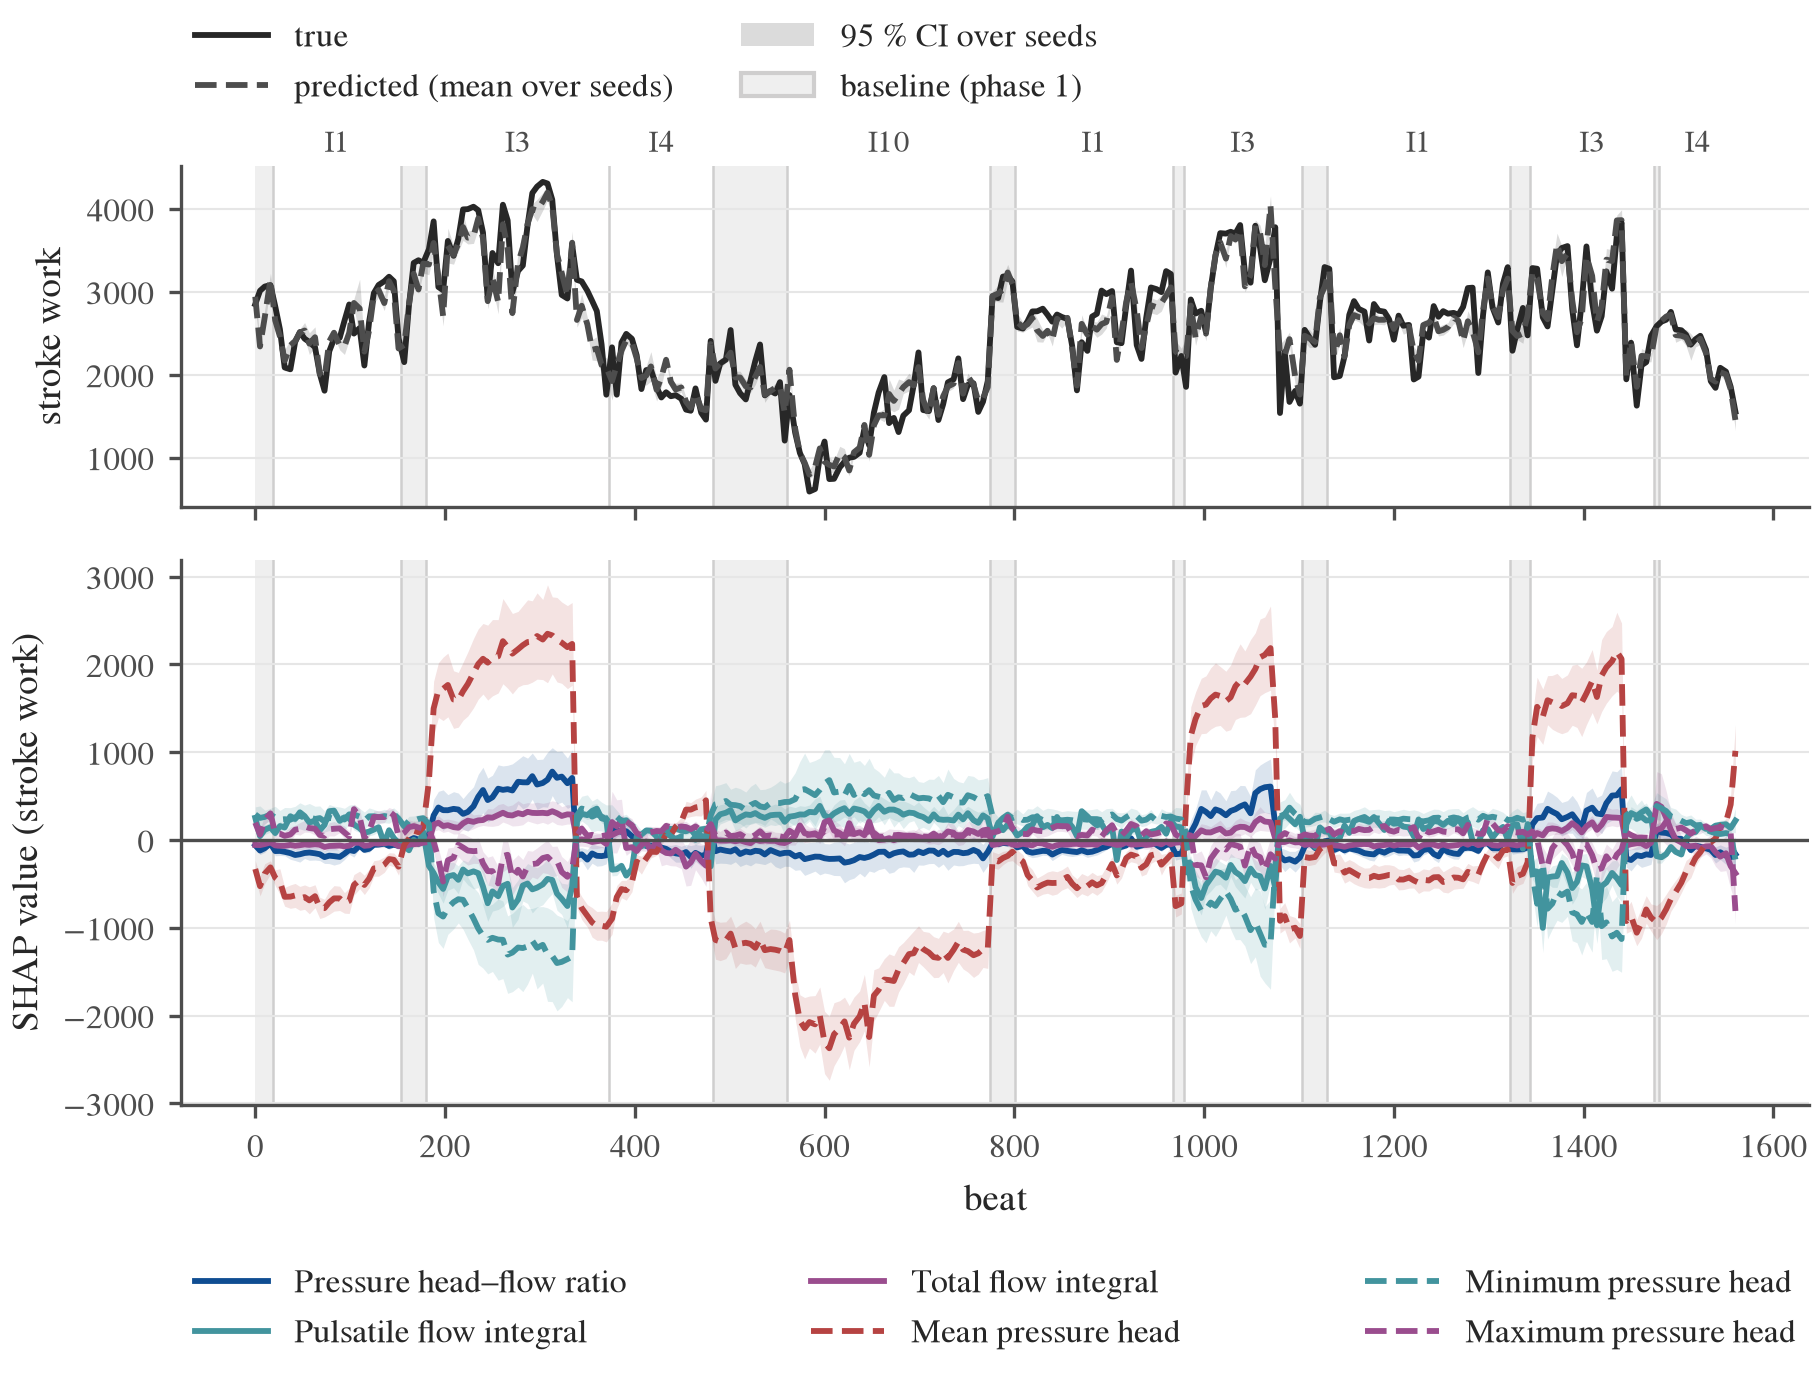 true
95 % CI over seeds
predicted (mean over seeds)
baseline (phase 1)
I1 I3 I4 I10 I1 I3 I1 I3 I4
stroke work
4000
3000
2000
1000
SHAP value (stroke work)
3000
2000
1000
0
−1000
−2000
−3000
0 200 400 600 800 1000 1200 1400 1600
beat
Pressure head–flow ratio
Total flow integral
Minimum pressure head
Pulsatile flow integral
Mean pressure head
Maximum pressure head